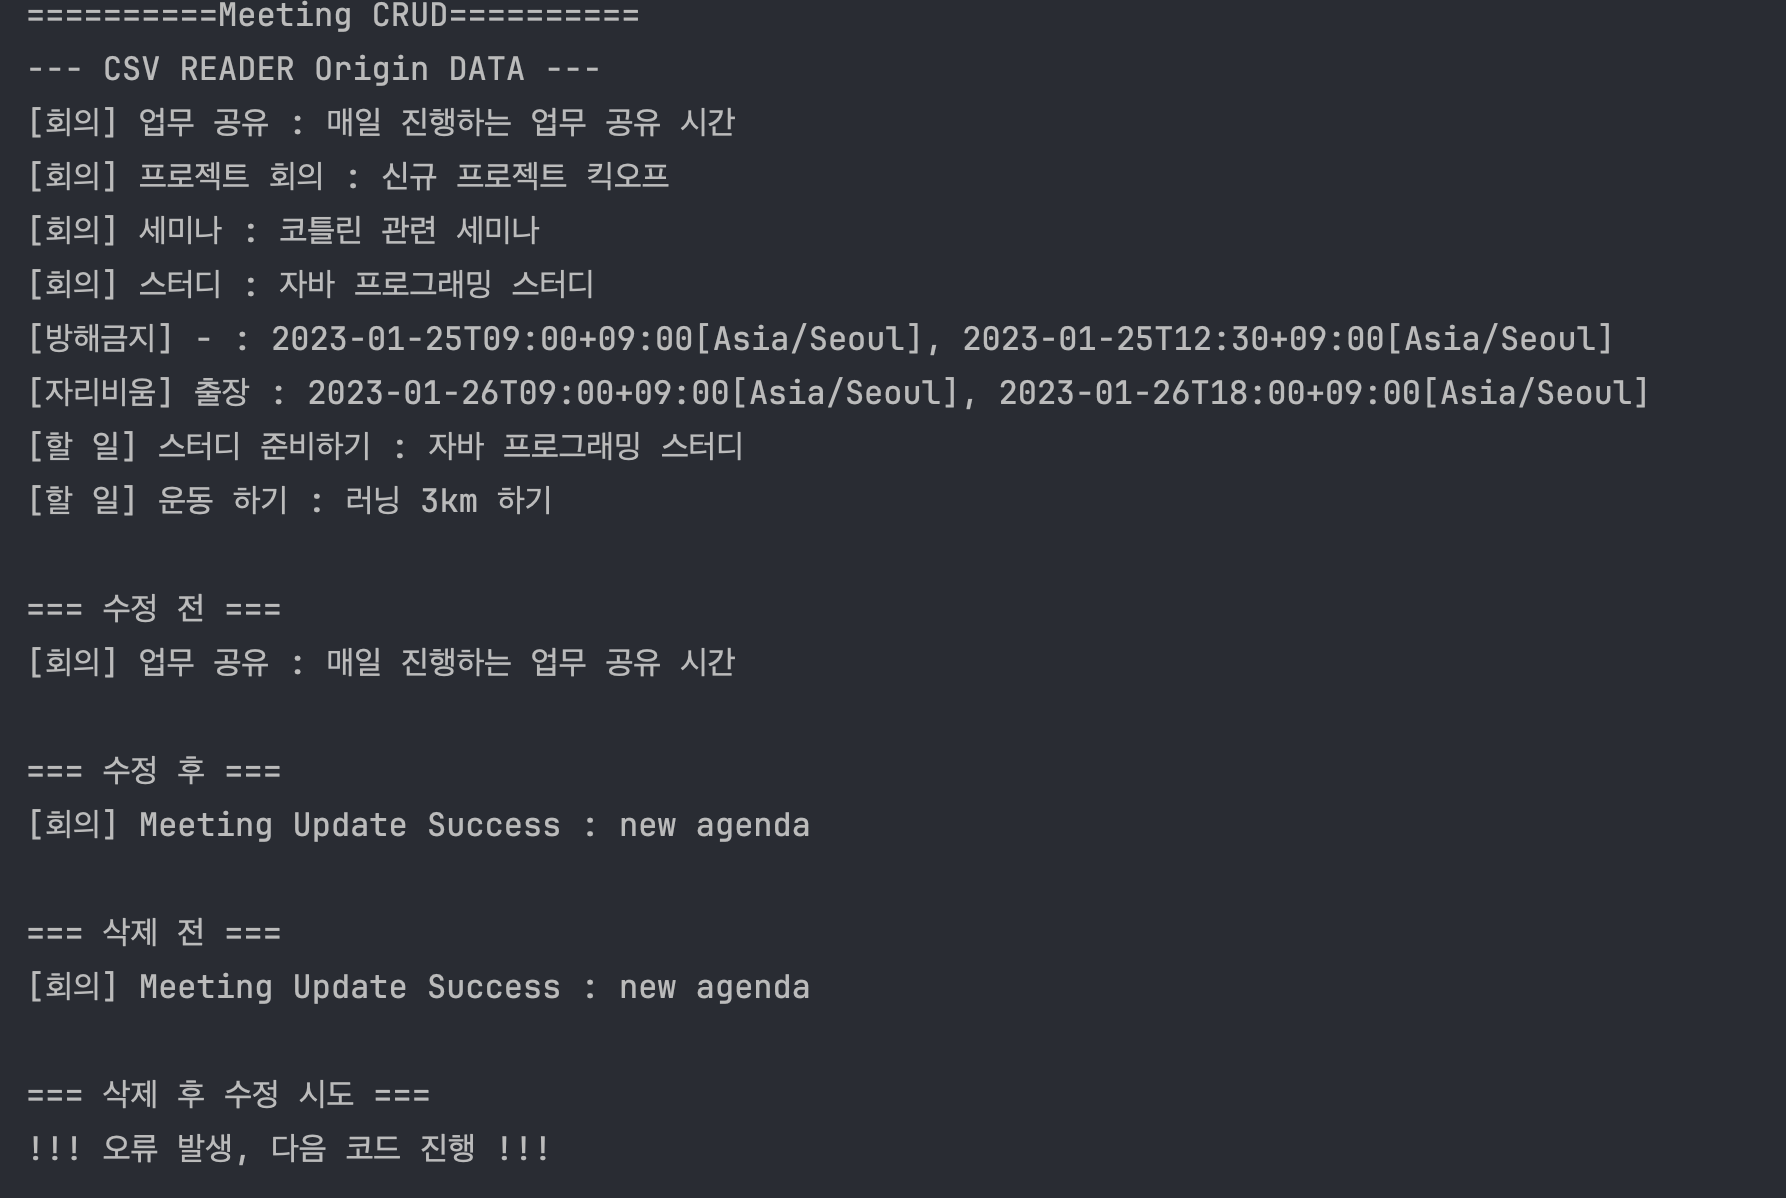 ==========Meeting CRUD==========
--- CSV READER Origin DATA ---
[회의] 업무 공유 : 매일 진행하는 업무 공유 시간
[회의] 프로젝트 회의 : 신규 프로젝트 킥오프
[회의] 세미나 : 코틀린 관련 세미나
[회의] 스터디 : 자바 프로그래밍 스터디
[방해금지] - : 2023-01-25T09:00+09:00[Asia/Seoul], 2023-01-25T12:30+09:00[Asia/Seoul]
[자리비움] 출장 : 2023-01-26T09:00+09:00[Asia/Seoul], 2023-01-26T18:00+09:00[Asia/Seoul]
[할 일] 스터디 준비하기 : 자바 프로그래밍 스터디
[할 일] 운동 하기 : 러닝 3km 하기
=== 수정 전 ===
[회의] 업무 공유 : 매일 진행하는 업무 공유 시간
=== 수정 후 ===
[회의] Meeting Update Success : new agenda
=== 삭제 전 ===
[회의] Meeting Update Success : new agenda
=== 삭제 후 수정 시도 ===
!!! 오류 발생, 다음 코드 진행 !!!